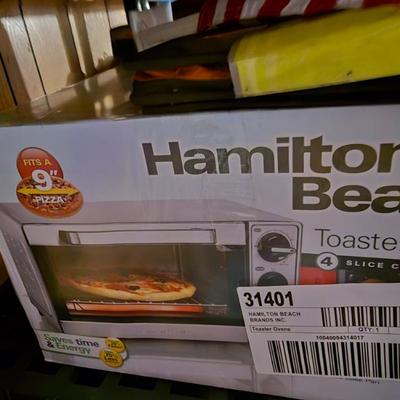 FITS A
9"
PIZZA
Hamilton
Bea
Toaste
4 SLICE C
31401
HAMILTON BEACH
BRANDS INC.
Toaster Ovens
QTY: 1
10040094314017
Saves time
& Energy